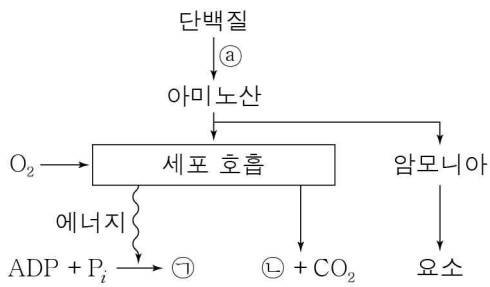 단백질
ⓐ
아미노산
O₂ 세포 호흡 암모니아
에너지
ADP + Pᵢ ㉠ ㉡ + CO₂ 요소